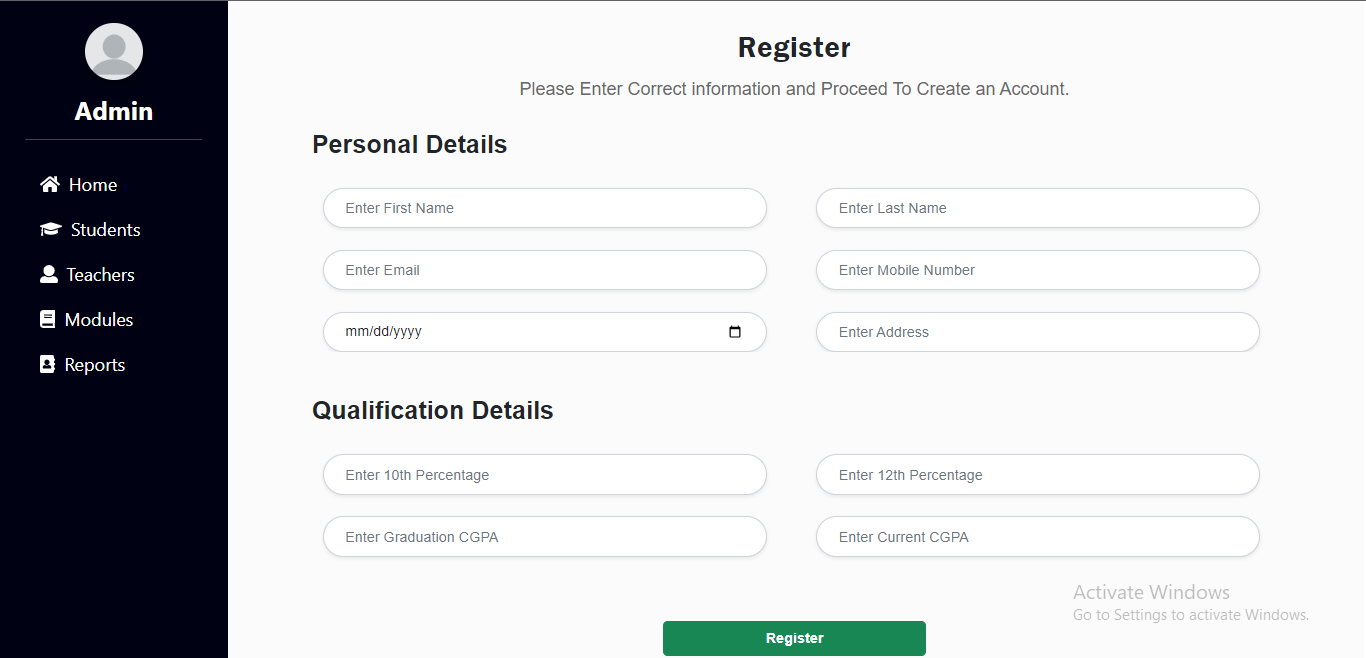 Admin
Home
Students
Teachers
Modules
Reports
Register
Please Enter Correct information and Proceed To Create an Account.
Personal Details
Enter First Name
Enter Last Name
Enter Email
Enter Mobile Number
mm/dd/yyyy
Enter Address
Qualification Details
Enter 10th Percentage
Enter 12th Percentage
Enter Graduation CGPA
Enter Current CGPA
Activate Windows
Go to Settings to activate Windows.
Register